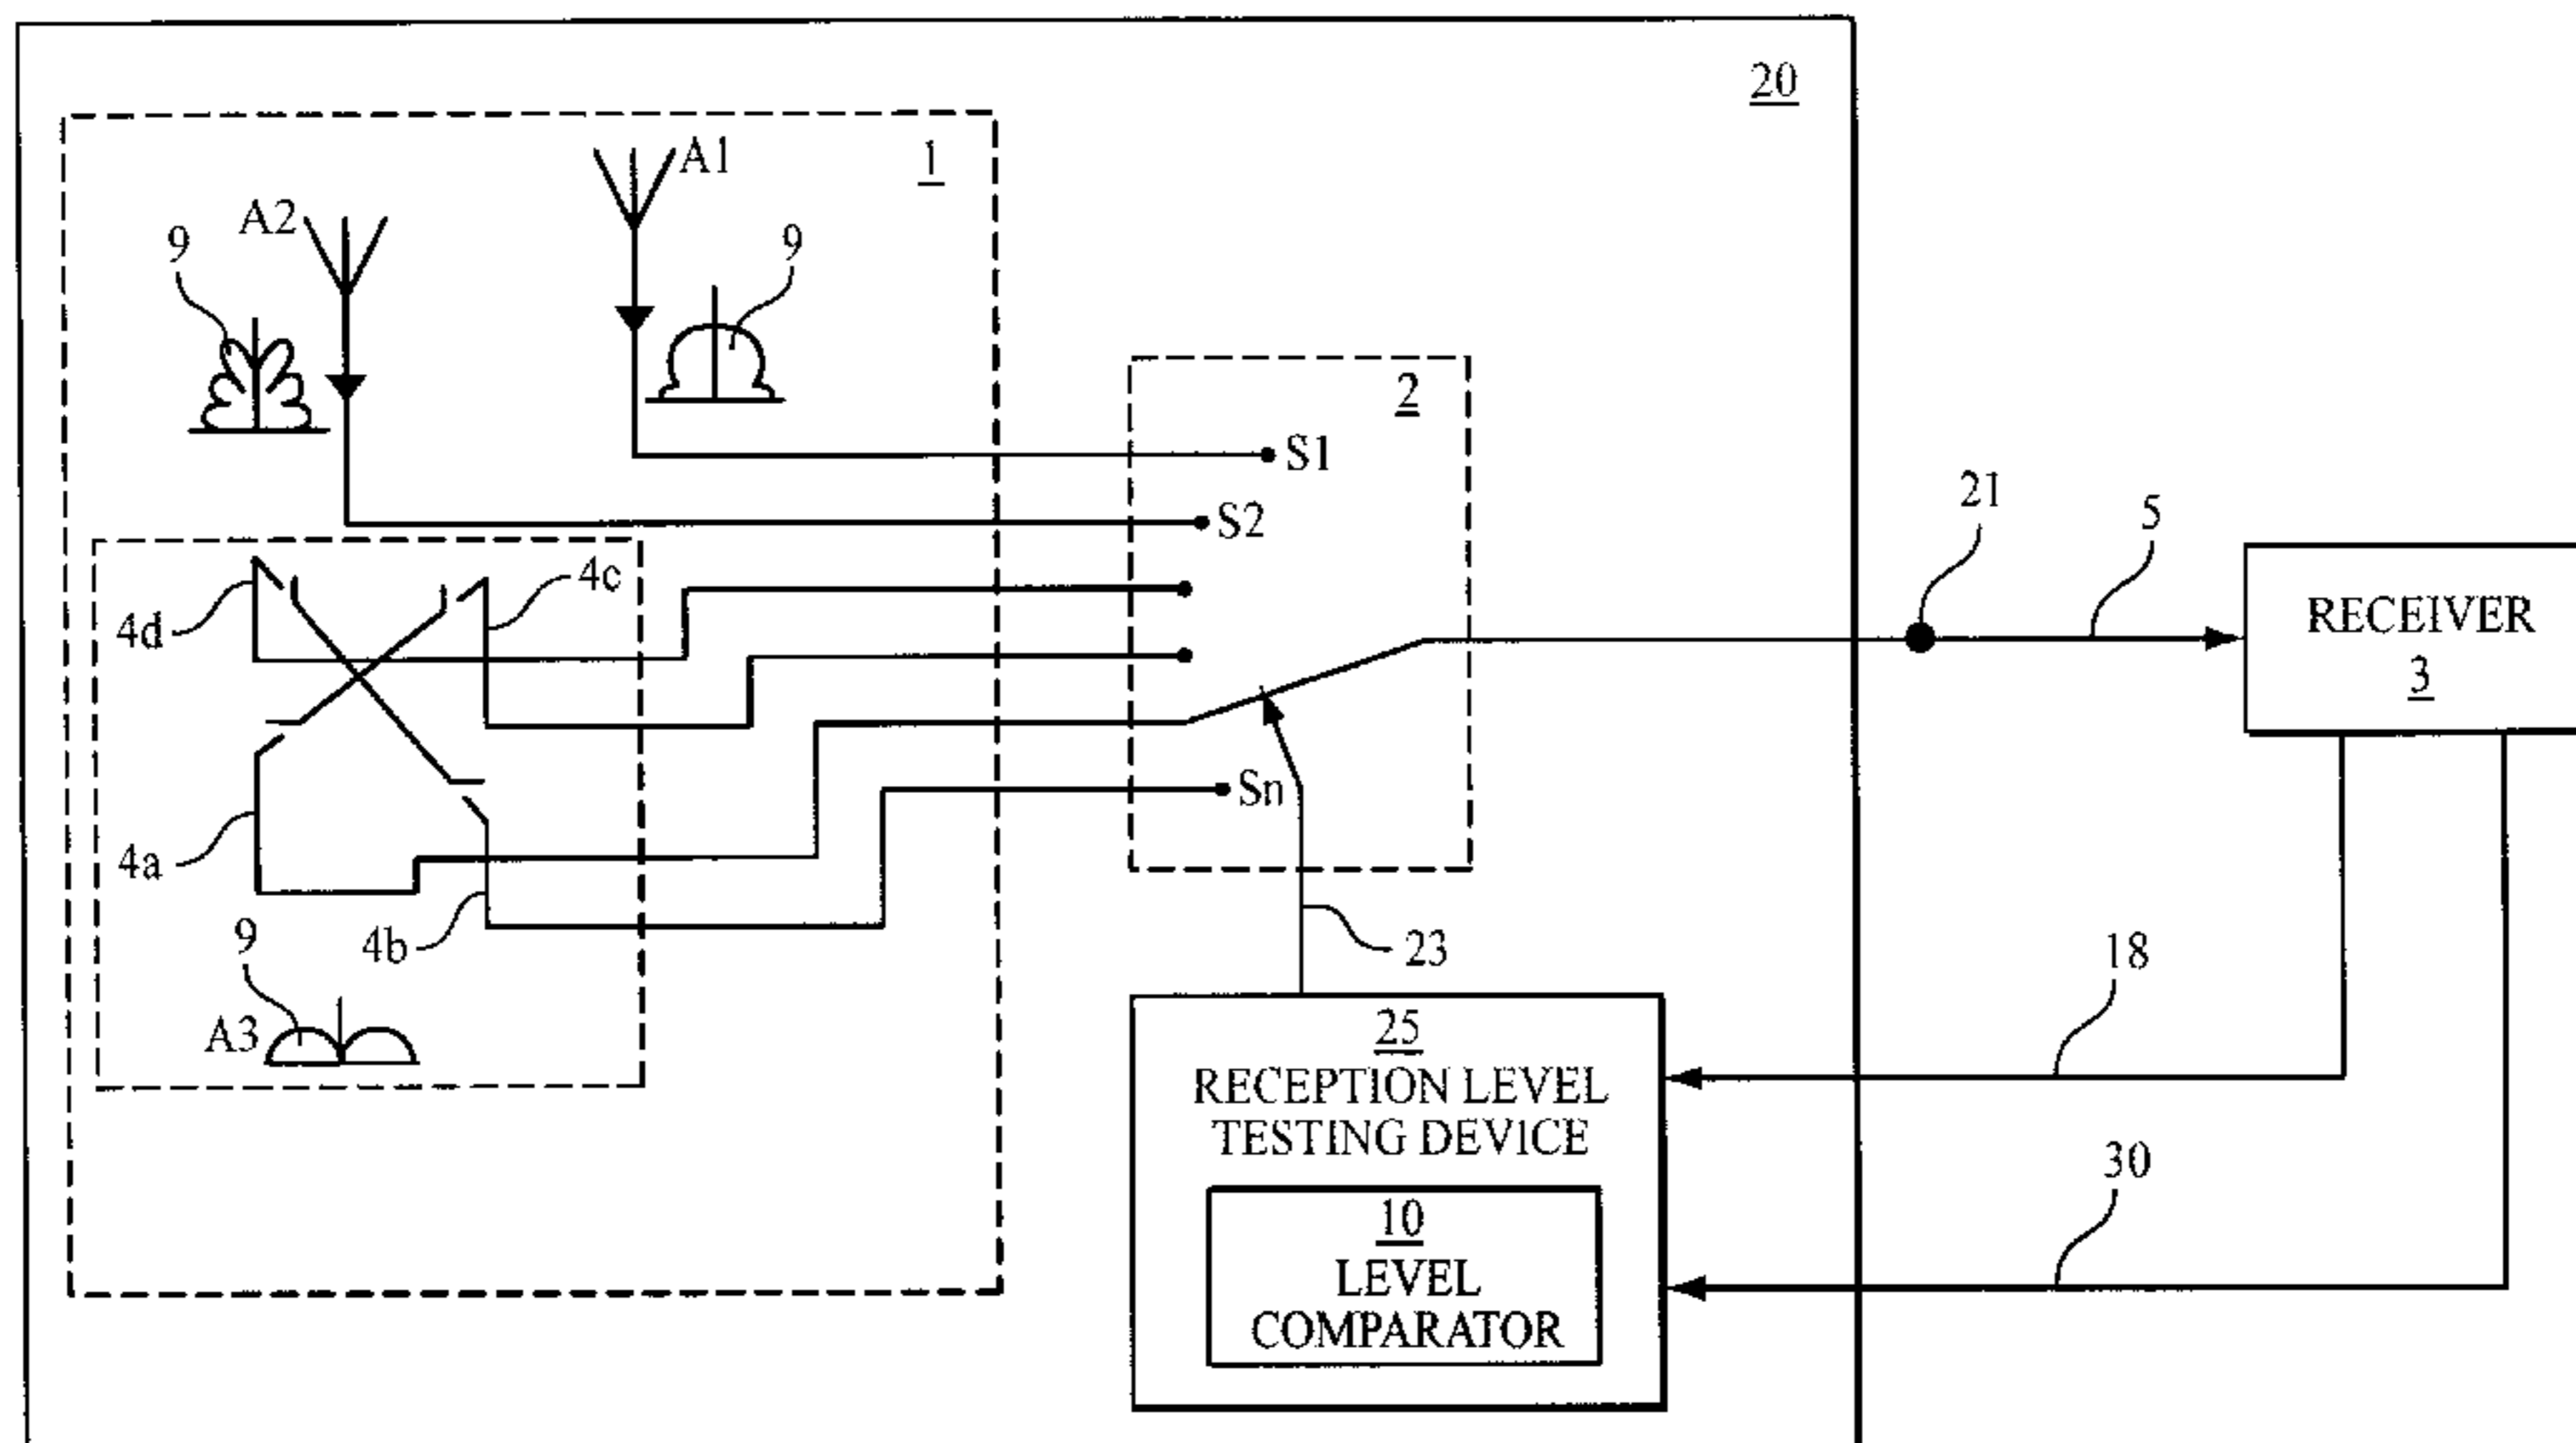 20
1
A1
A2
9
9
2
S1
S2
21
5
4c
4d
RECEIVER
3
Sn
4a
4b
23
18
9
A3
25
RECEPTION LEVEL
TESTING DEVICE
30
10
LEVEL
COMPARATOR